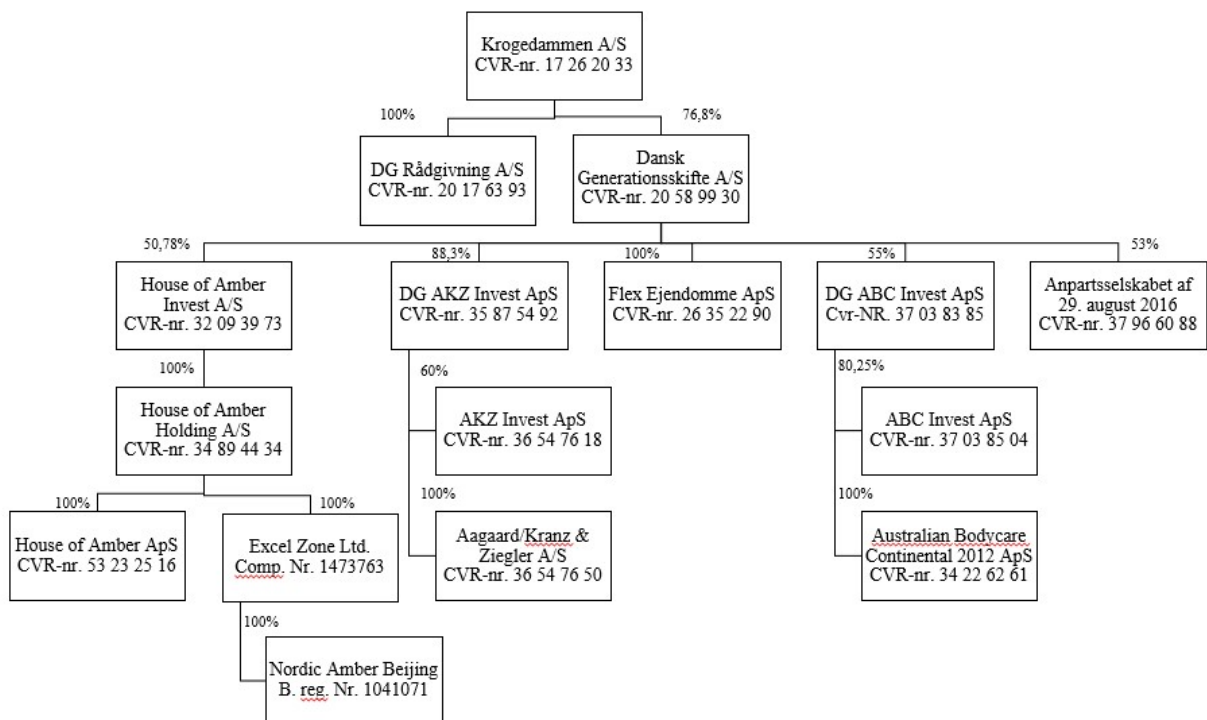 Krogedammen A/S
CVR-nr. 17 26 20 33
100%
76,8%
DG Rådgivning A/S
CVR-nr. 20 17 63 93
Dansk
Generationsskifte A/S
CVR-nr. 20 58 99 30
50,78%
88,3%
100%
55%
53%
House of Amber
Invest A/S
CVR-nr. 32 09 39 73
DG AKZ Invest ApS
CVR-nr. 35 87 54 92
Flex Ejendomme ApS
CVR-nr. 26 35 22 90
DG ABC Invest ApS
Cvr-NR. 37 03 83 85
Anpartsselskabet af
29. august 2016
CVR-nr. 37 96 60 88
100%
60%
80,25%
House of Amber
Holding A/S
CVR-nr. 34 89 44 34
AKZ Invest ApS
CVR-nr. 36 54 76 18
ABC Invest ApS
CVR-nr. 37 03 85 04
100%
100%
100%
100%
House of Amber ApS
CVR-nr. 53 23 25 16
Excel Zone Ltd.
Comp. Nr. 1473763
Aagaard/Kranz &
Ziegler A/S
CVR-nr. 36 54 76 50
Australian Bodycare
Continental 2012 ApS
CVR-nr. 34 22 62 61
100%
Nordic Amber Beijing
B. reg. Nr. 1041071